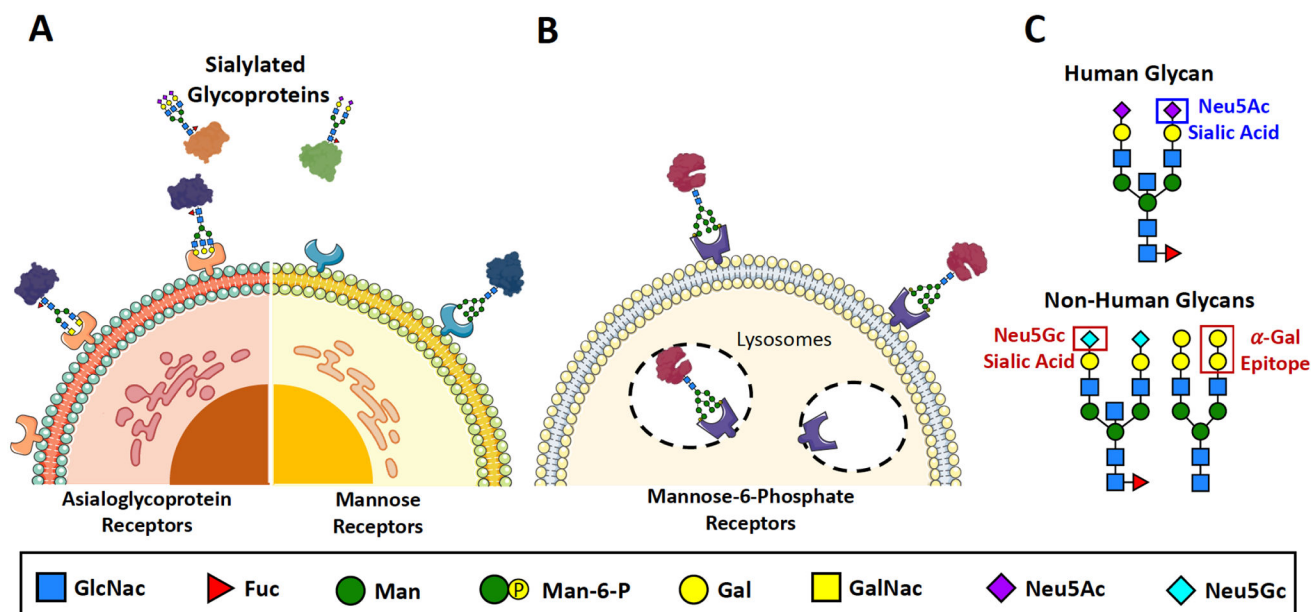 A
B
C
Sialylated
Glycoproteins
Human Glycan
Neu5Ac
Sialic Acid
Non-Human Glycans
Neu5Gc
Sialic Acid
α-Gal
Epitope
Lysosomes
Asialoglycoprotein
Receptors
Mannose
Receptors
Mannose-6-Phosphate
Receptors
GlcNac
Fuc
Man
P
Man-6-P
Gal
GalNac
Neu5Ac
Neu5Gc